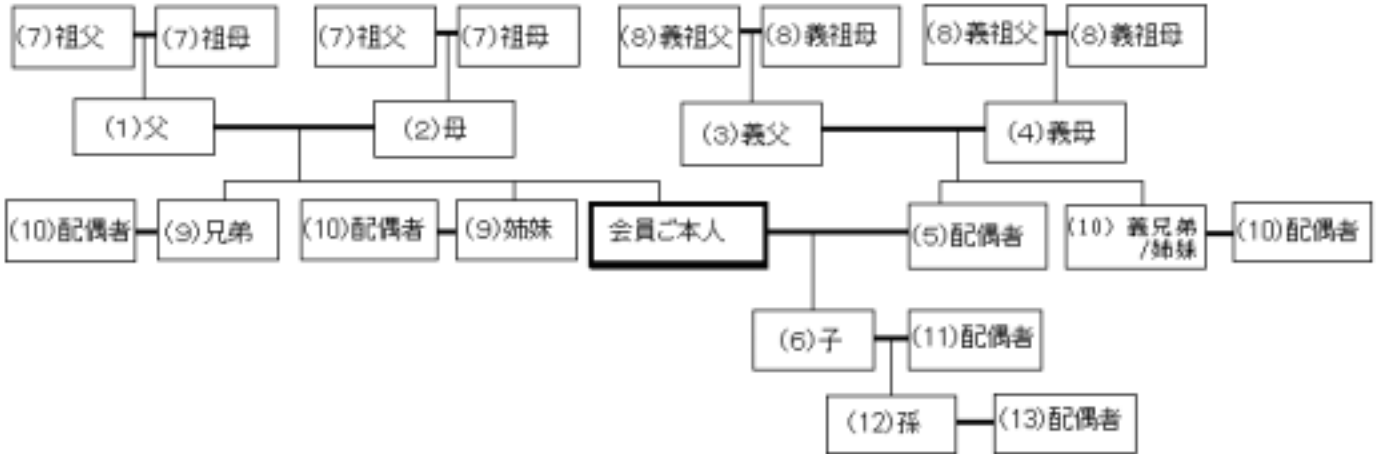 (7)祖父
(7)祖母
(7)祖父
(7)祖母
(8)義祖父
(8)義祖母
(8)義祖父
(8)義祖母
(1)父
(2)母
(3)義父
(4)義母
(10)配偶者
(9)兄弟
(10)配偶者
(9)姉妹
会員ご本人
(5)配偶者
(10) 義兄弟
/姉妹
(10)配偶者
(6)子
(11)配偶者
(12)孫
(13)配偶者